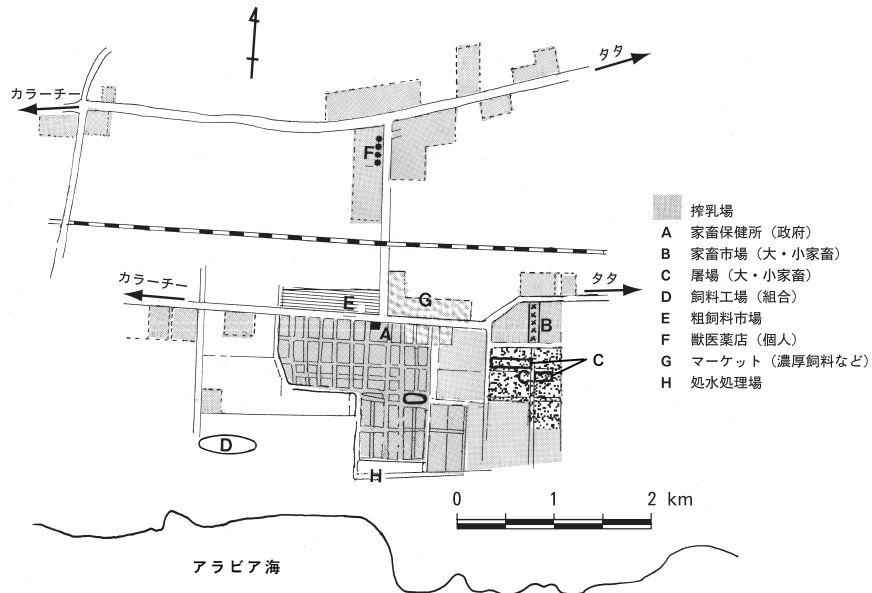 タタ
カラーチー
F
カラーチー
タタ
E
G
A
B
C
C
D
H
搾乳場
A 家畜保健所（政府）
B 家畜市場（大・小家畜）
C 屠場（大・小家畜）
D 飼料工場（組合）
E 粗飼料市場
F 獣医薬店（個人）
G マーケット（濃厚飼料など）
H 処水処理場
0 1 2 km
アラビア海